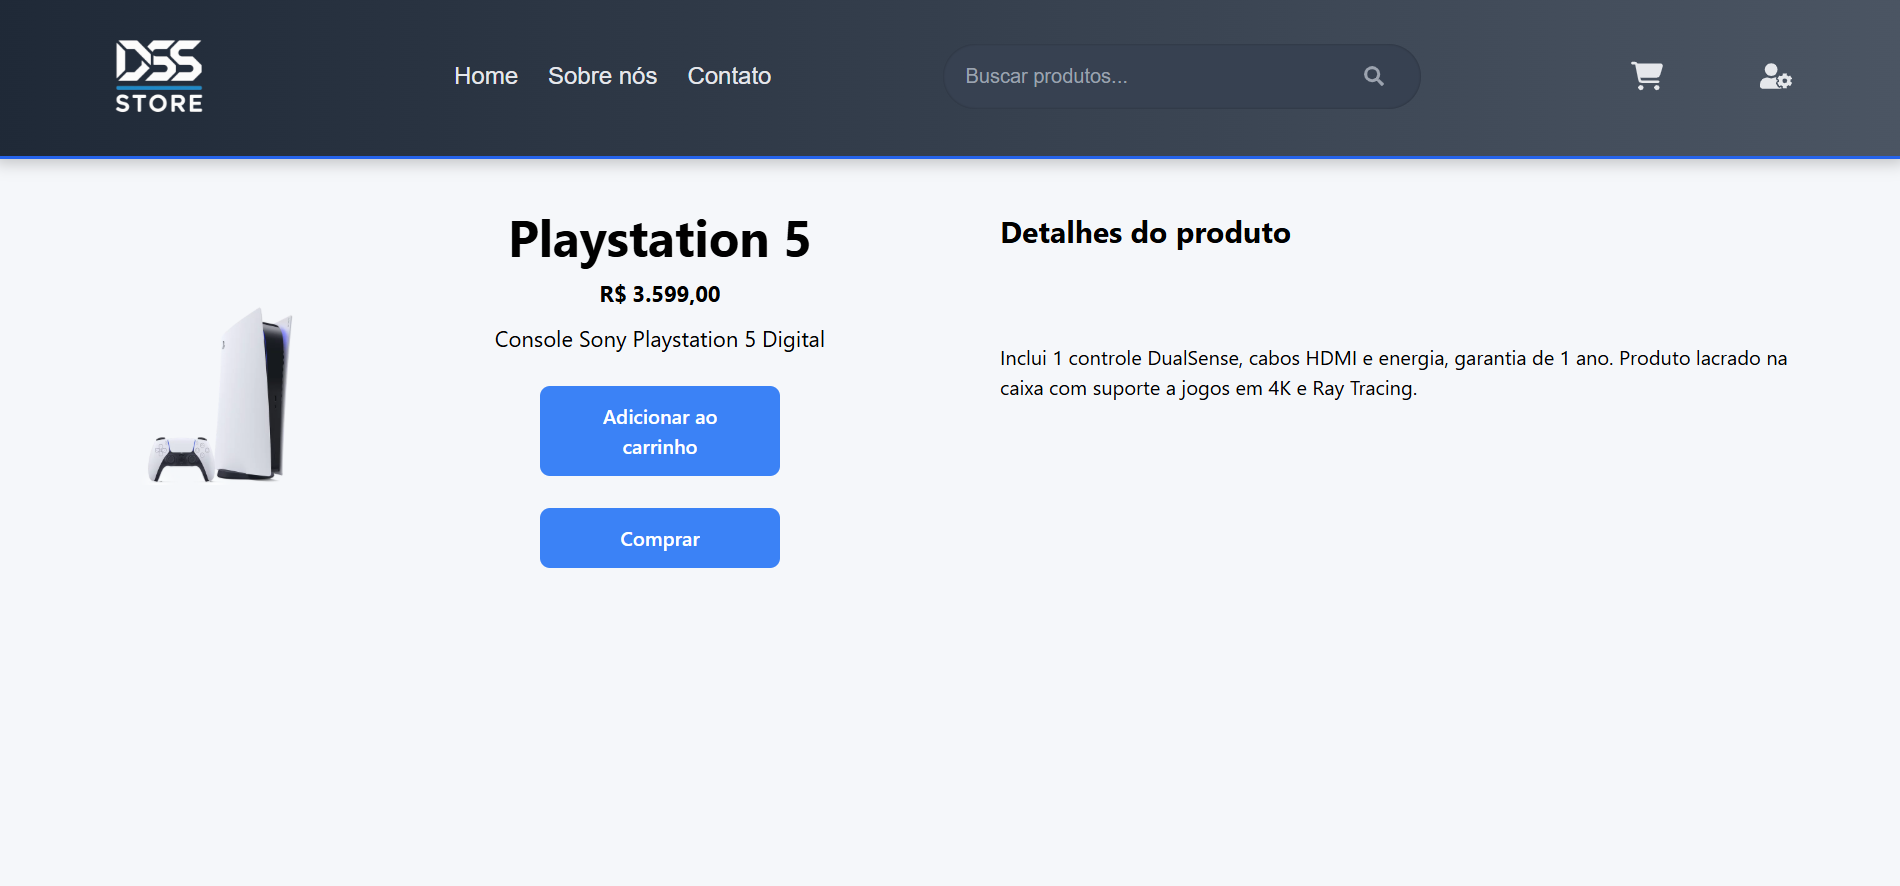 DSS
STORE
Home
Sobre nós
Contato
Buscar produtos...
Playstation 5
R$ 3.599,00
Console Sony Playstation 5 Digital
Adicionar ao
carrinho
Comprar
Detalhes do produto
Inclui 1 controle DualSense, cabos HDMI e energia, garantia de 1 ano. Produto lacrado na
caixa com suporte a jogos em 4K e Ray Tracing.